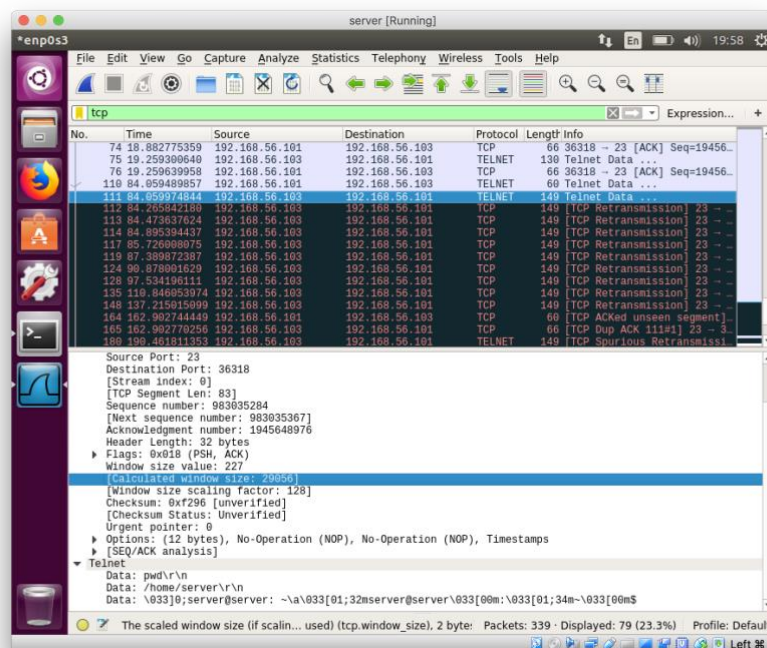 server [Running]
*enp0s3
En
19:58
File Edit View Go Capture Analyze Statistics Telephony Wireless Tools Help
tcp
Expression... +
No. Time Source Destination Protocol Length Info
74 18.882775359 192.168.56.101 192.168.56.103 TCP 66 36318 → 23 [ACK] Seq=19456…
75 19.259300640 192.168.56.103 192.168.56.101 TELNET 130 Telnet Data ...
76 19.259639958 192.168.56.101 192.168.56.103 TCP 66 36318 → 23 [ACK] Seq=19456…
110 84.059489857 192.168.56.101 192.168.56.103 TELNET 60 Telnet Data ...
111 84.059974844 192.168.56.103 192.168.56.101 TELNET 149 Telnet Data ...
112 84.265842180 192.168.56.103 192.168.56.101 TCP 149 [TCP Retransmission] 23 → …
113 84.473637624 192.168.56.103 192.168.56.101 TCP 149 [TCP Retransmission] 23 → …
114 84.895394437 192.168.56.103 192.168.56.101 TCP 149 [TCP Retransmission] 23 → …
117 85.726008075 192.168.56.103 192.168.56.101 TCP 149 [TCP Retransmission] 23 → …
119 87.389872387 192.168.56.103 192.168.56.101 TCP 149 [TCP Retransmission] 23 → …
124 90.878001629 192.168.56.103 192.168.56.101 TCP 149 [TCP Retransmission] 23 → …
128 97.534196111 192.168.56.103 192.168.56.101 TCP 149 [TCP Retransmission] 23 → …
135 110.846053974 192.168.56.103 192.168.56.101 TCP 149 [TCP Retransmission] 23 → …
148 137.215015099 192.168.56.103 192.168.56.101 TCP 149 [TCP Retransmission] 23 → …
164 162.902744449 192.168.56.101 192.168.56.103 TCP 60 [TCP ACKed unseen segment]…
165 162.902770256 192.168.56.103 192.168.56.101 TCP 66 [TCP Dup ACK 111#1] 23 → 3…
180 190.461811353 192.168.56.103 192.168.56.101 TELNET 149 [TCP Spurious Retransmissi…
Source Port: 23
Destination Port: 36318
[Stream index: 0]
[TCP Segment Len: 83]
Sequence number: 983035284
[Next sequence number: 983035367]
Acknowledgment number: 1945648976
Header Length: 32 bytes
Flags: 0x018 (PSH, ACK)
Window size value: 227
[Calculated window size: 29056]
[Window size scaling factor: 128]
Checksum: 0xf296 [unverified]
[Checksum Status: Unverified]
Urgent pointer: 0
Options: (12 bytes), No-Operation (NOP), No-Operation (NOP), Timestamps
[SEQ/ACK analysis]
Telnet
Data: pwd\r\n
Data: /home/server\r\n
Data: \033]0;server@server: ~\a\033[01;32mserver@server\033[00m:\033[01;34m~\033[00m$
The scaled window size (if scalin… used) (tcp.window_size), 2 byte: Packets: 339 · Displayed: 79 (23.3%) Profile: Defaul
Left ⌘